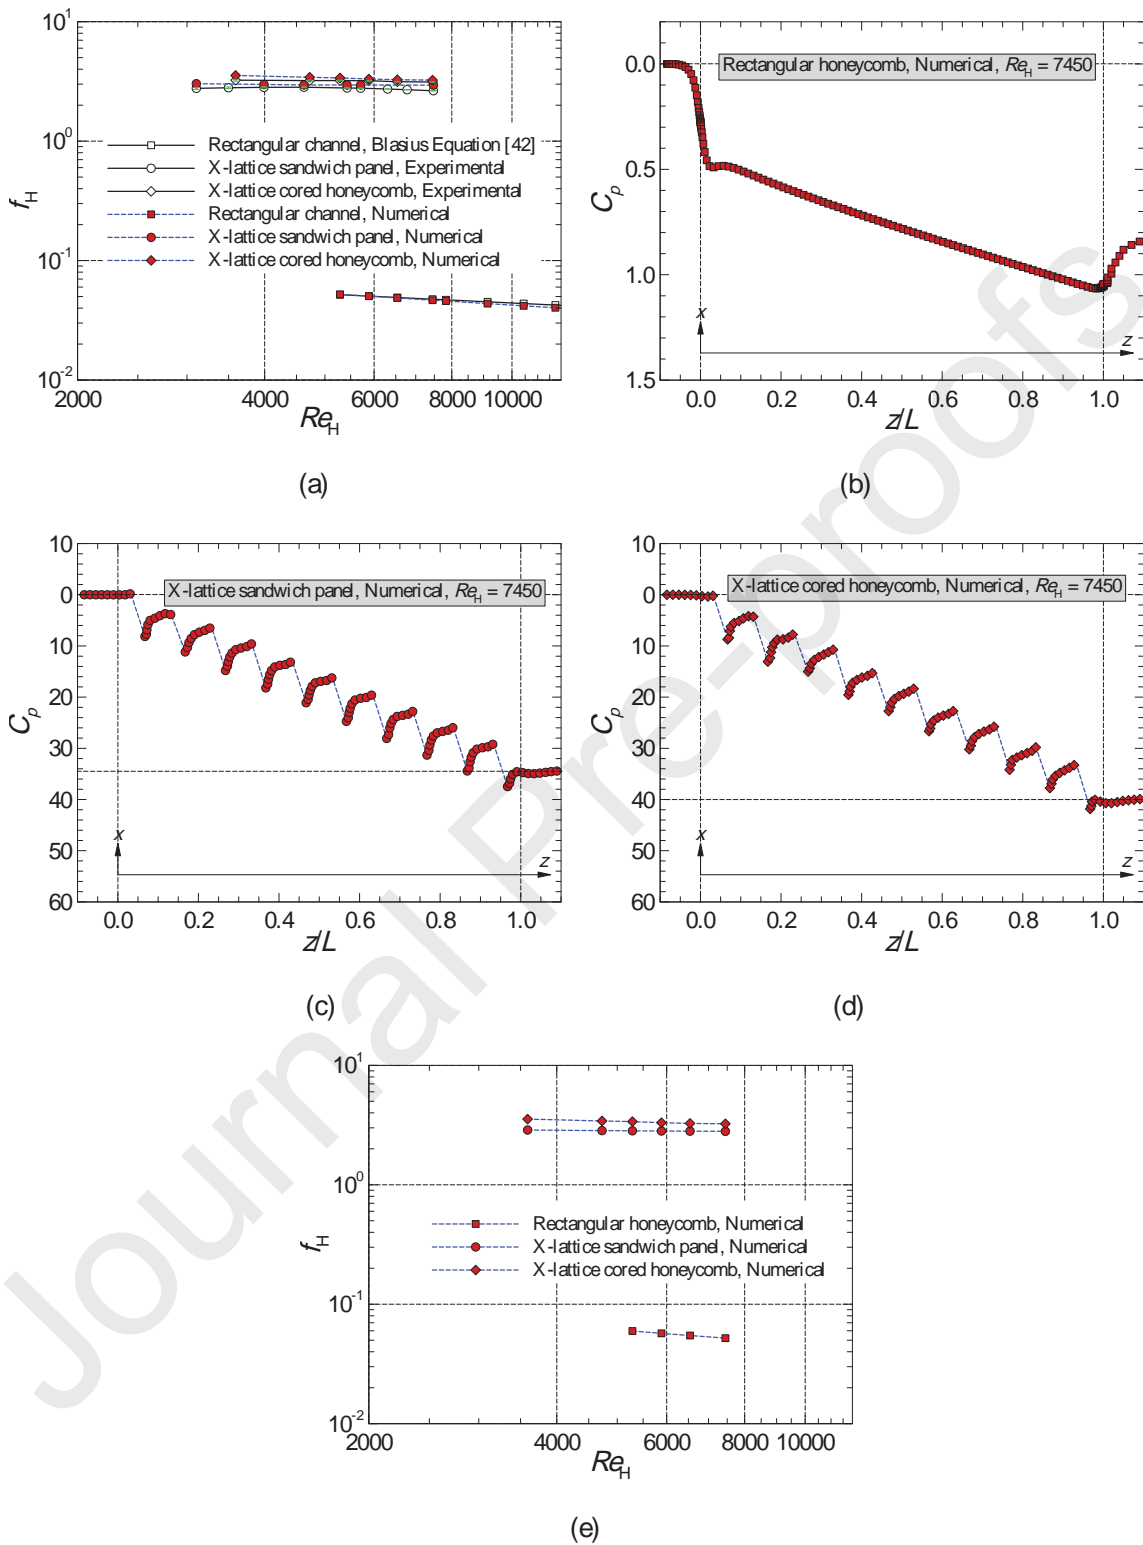 10^1
10^0
10^-1
10^-2
f_H
Rectangular channel, Blasius Equation [42]
X-lattice sandwich panel, Experimental
X-lattice cored honeycomb, Experimental
Rectangular channel, Numerical
X-lattice sandwich panel, Numerical
X-lattice cored honeycomb, Numerical
2000 4000 6000 8000 10000
Re_H
(a)
Rectangular honeycomb, Numerical, Re_H = 7450
0.0
0.5
1.0
1.5
C_p
x
z
0.0 0.2 0.4 0.6 0.8 1.0
z/L
(b)
X-lattice sandwich panel, Numerical, Re_H = 7450
10
0
10
20
30
40
50
60
C_p
x
z
0.0 0.2 0.4 0.6 0.8 1.0
z/L
(c)
X-lattice cored honeycomb, Numerical, Re_H = 7450
10
0
10
20
30
40
50
60
C_p
x
z
0.0 0.2 0.4 0.6 0.8 1.0
z/L
(d)
10^1
10^0
10^-1
10^-2
f_H
Rectangular honeycomb, Numerical
X-lattice sandwich panel, Numerical
X-lattice cored honeycomb, Numerical
2000 4000 6000 8000 10000
Re_H
(e)
Journal Pre-proofs